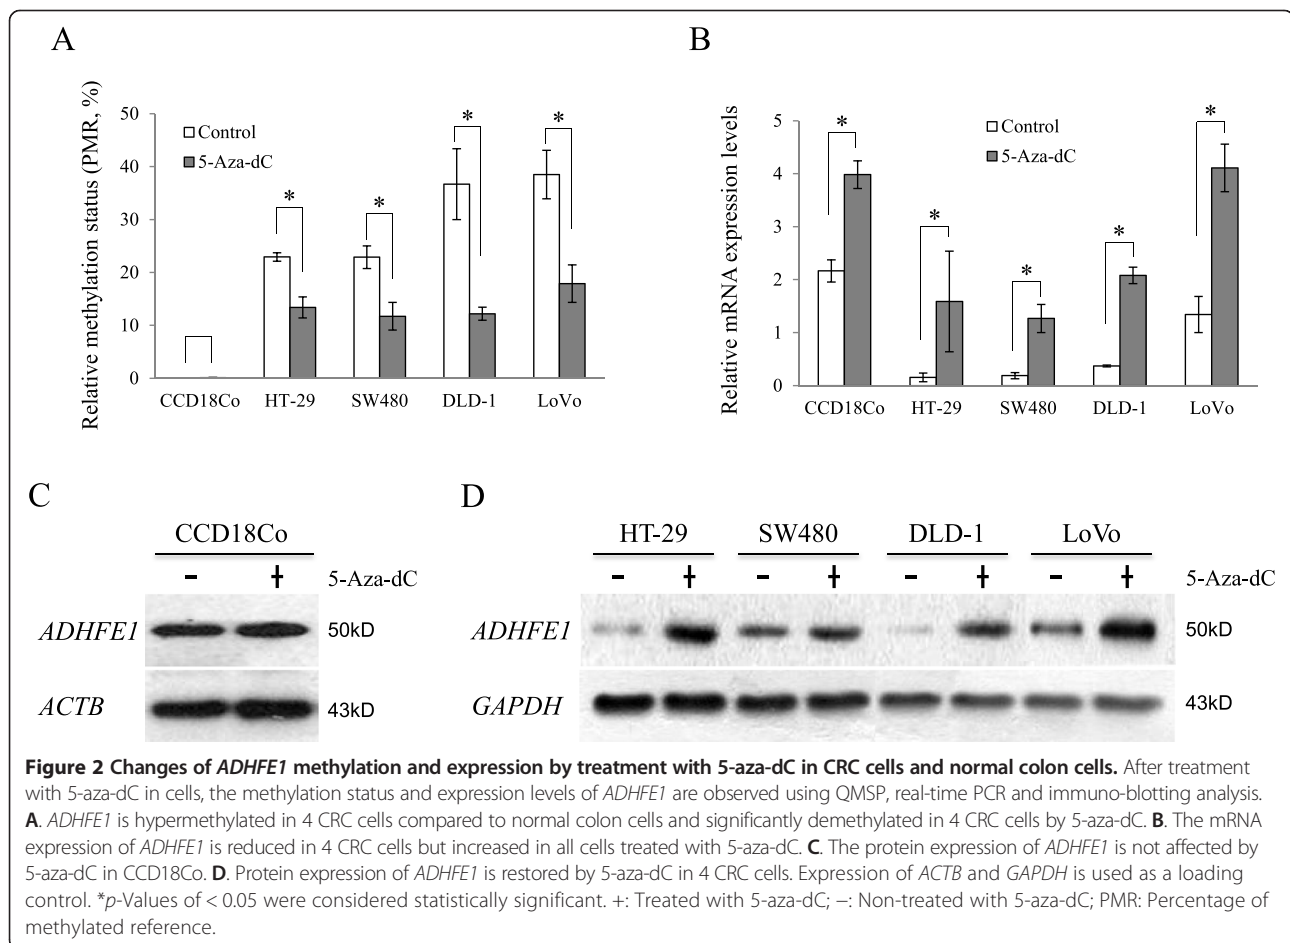 A
Relative methylation status (PMR, %)
50
40
30
20
10
0
Control
5-Aza-dC
*
*
*
*
CCD18Co HT-29 SW480 DLD-1 LoVo
B
Relative mRNA expression levels
5
4
3
2
1
0
Control
5-Aza-dC
*
*
*
*
*
CCD18Co HT-29 SW480 DLD-1 LoVo
C
CCD18Co
− + 5-Aza-dC
ADHFE1 50kD
ACTB 43kD
D
HT-29 SW480 DLD-1 LoVo
− + − + − + − + 5-Aza-dC
ADHFE1 50kD
GAPDH 43kD
Figure 2 Changes of ADHFE1 methylation and expression by treatment with 5-aza-dC in CRC cells and normal colon cells. After treatment
with 5-aza-dC in cells, the methylation status and expression levels of ADHFE1 are observed using QMSP, real-time PCR and immuno-blotting analysis.
A. ADHFE1 is hypermethylated in 4 CRC cells compared to normal colon cells and significantly demethylated in 4 CRC cells by 5-aza-dC. B. The mRNA
expression of ADHFE1 is reduced in 4 CRC cells but increased in all cells treated with 5-aza-dC. C. The protein expression of ADHFE1 is not affected by
5-aza-dC in CCD18Co. D. Protein expression of ADHFE1 is restored by 5-aza-dC in 4 CRC cells. Expression of ACTB and GAPDH is used as a loading
control. *p-Values of < 0.05 were considered statistically significant. +: Treated with 5-aza-dC; −: Non-treated with 5-aza-dC; PMR: Percentage of
methylated reference.